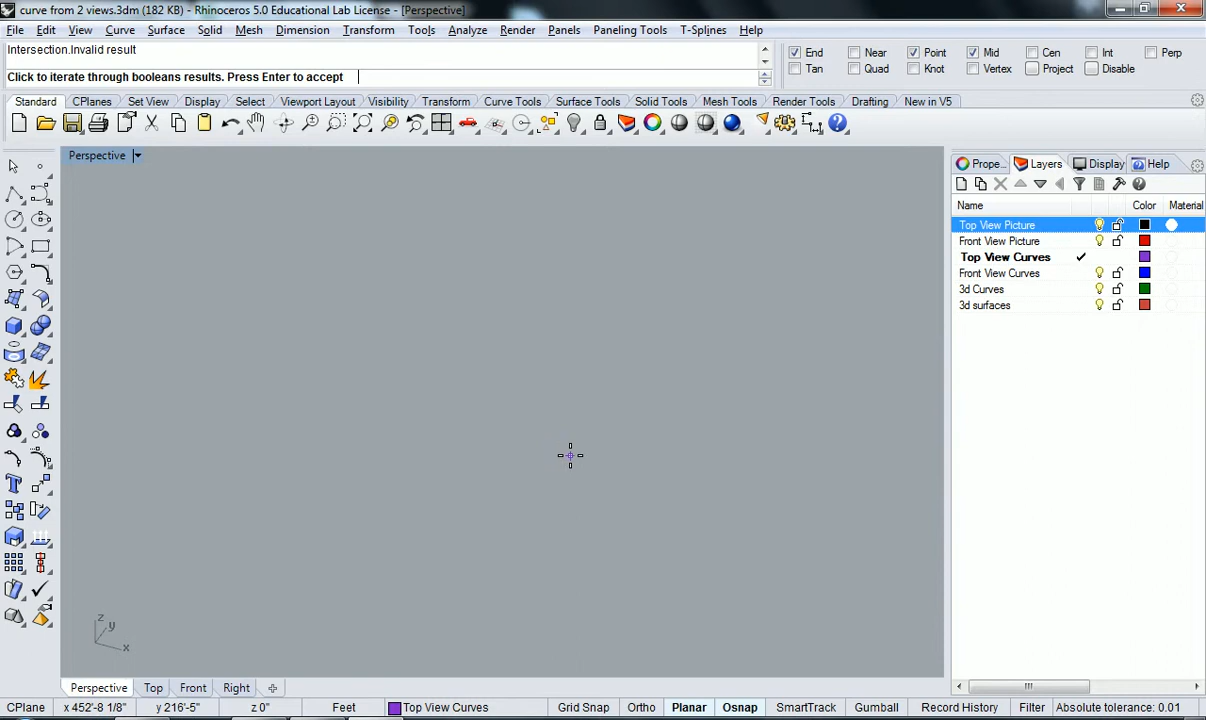 curve from 2 views.3dm (182 KB) - Rhinoceros 5.0 Educational Lab License - [Perspective]
File Edit View Curve Surface Solid Mesh Dimension Transform Tools Analyze Render Panels Paneling Tools T-Splines Help
Intersection.Invalid result
Click to iterate through booleans results. Press Enter to accept
End Near Point Mid Cen Int Perp
Tan Quad Knot Vertex Project Disable
Standard CPlanes Set View Display Select Viewport Layout Visibility Transform Curve Tools Surface Tools Solid Tools Mesh Tools Render Tools Drafting New in V5
Perspective
Prope... Layers Display Help
Name Color Material
Top View Picture
Front View Picture
Top View Curves
Front View Curves
3d Curves
3d surfaces
z
y
x
Perspective Top Front Right
CPlane x 452'-8 1/8" y 216'-5" z 0" Feet Top View Curves Grid Snap Ortho Planar Osnap SmartTrack Gumball Record History Filter Absolute tolerance: 0.01